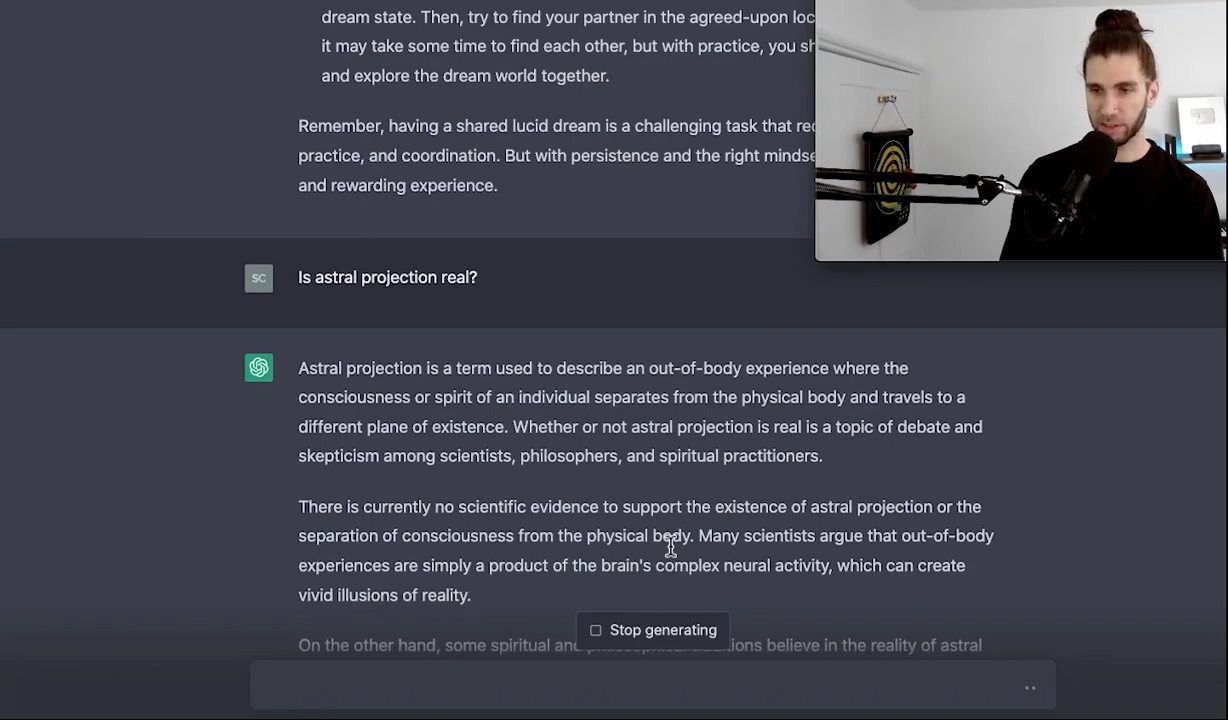 dream state. Then, try to find your partner in the agreed-upon
it may take some time to find each other, but with practice, you
and explore the dream world together.
Remember, having a shared lucid dream is a challenging task that
practice, and coordination. But with persistence and the right
and rewarding experience.
SC
Is astral projection real?
Astral projection is a term used to describe an out-of-body experience where the
consciousness or spirit of an individual separates from the physical body and travels to a
different plane of existence. Whether or not astral projection is real is a topic of debate and
skepticism among scientists, philosophers, and spiritual practitioners.
There is currently no scientific evidence to support the existence of astral projection or the
separation of consciousness from the physical body. Many scientists argue that out-of-body
experiences are simply a product of the brain's complex neural activity, which can create
vivid illusions of reality.
Stop generating
On the other hand, some spiritual and philosophical traditions believe in the reality of astral